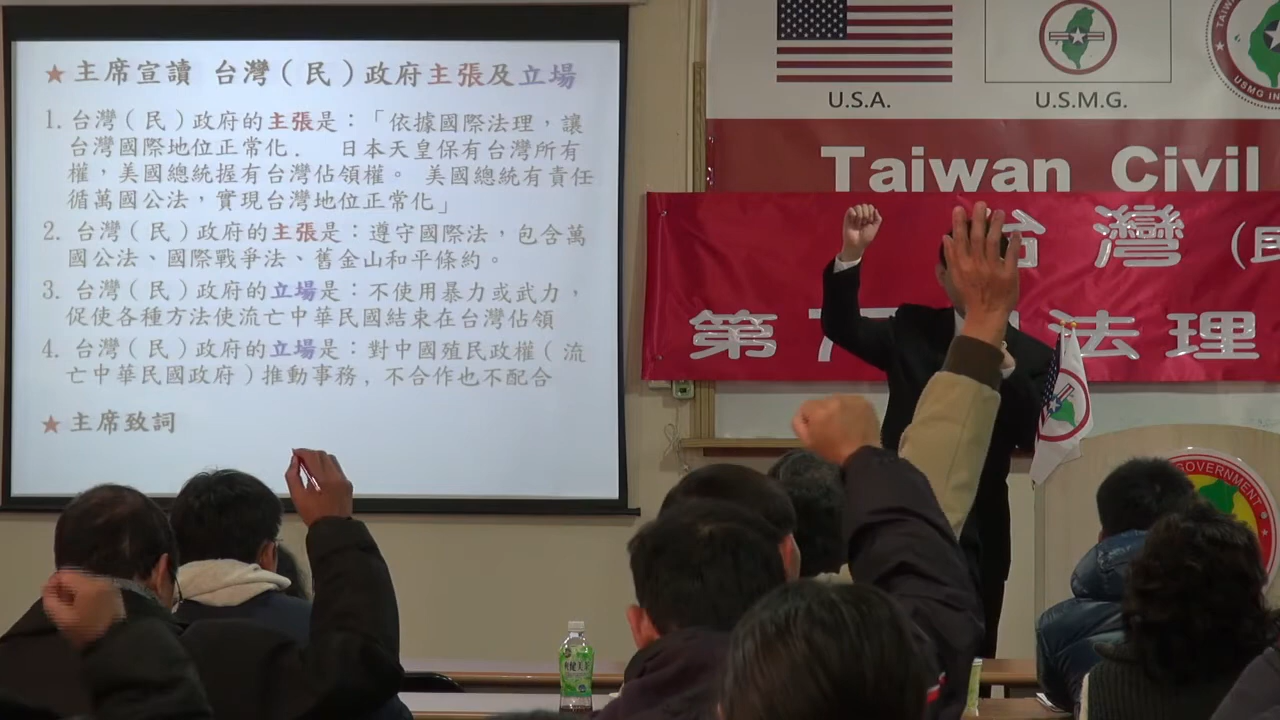 ★ 主席宣讀 台灣(民)政府主張及立場
1. 台灣(民)政府的主張是:「依據國際法理,讓
台灣國際地位正常化. 日本天皇保有台灣所有
權,美國總統握有台灣佔領權。 美國總統有責任
循萬國公法,實現台灣地位正常化」
2. 台灣(民)政府的主張是:遵守國際法,包含萬
國公法、國際戰爭法、舊金山和平條約。
3. 台灣(民)政府的立場是:不使用暴力或武力,
促使各種方法使流亡中華民國結束在台灣佔領
4. 台灣(民)政府的立場是:對中國殖民政權(流
亡中華民國政府)推動事務, 不合作也不配合
★ 主席致詞
U.S.A.
U.S.M.G.
USMG IN
Taiwan Civil
台灣(民
第 法理
GOVERNMENT